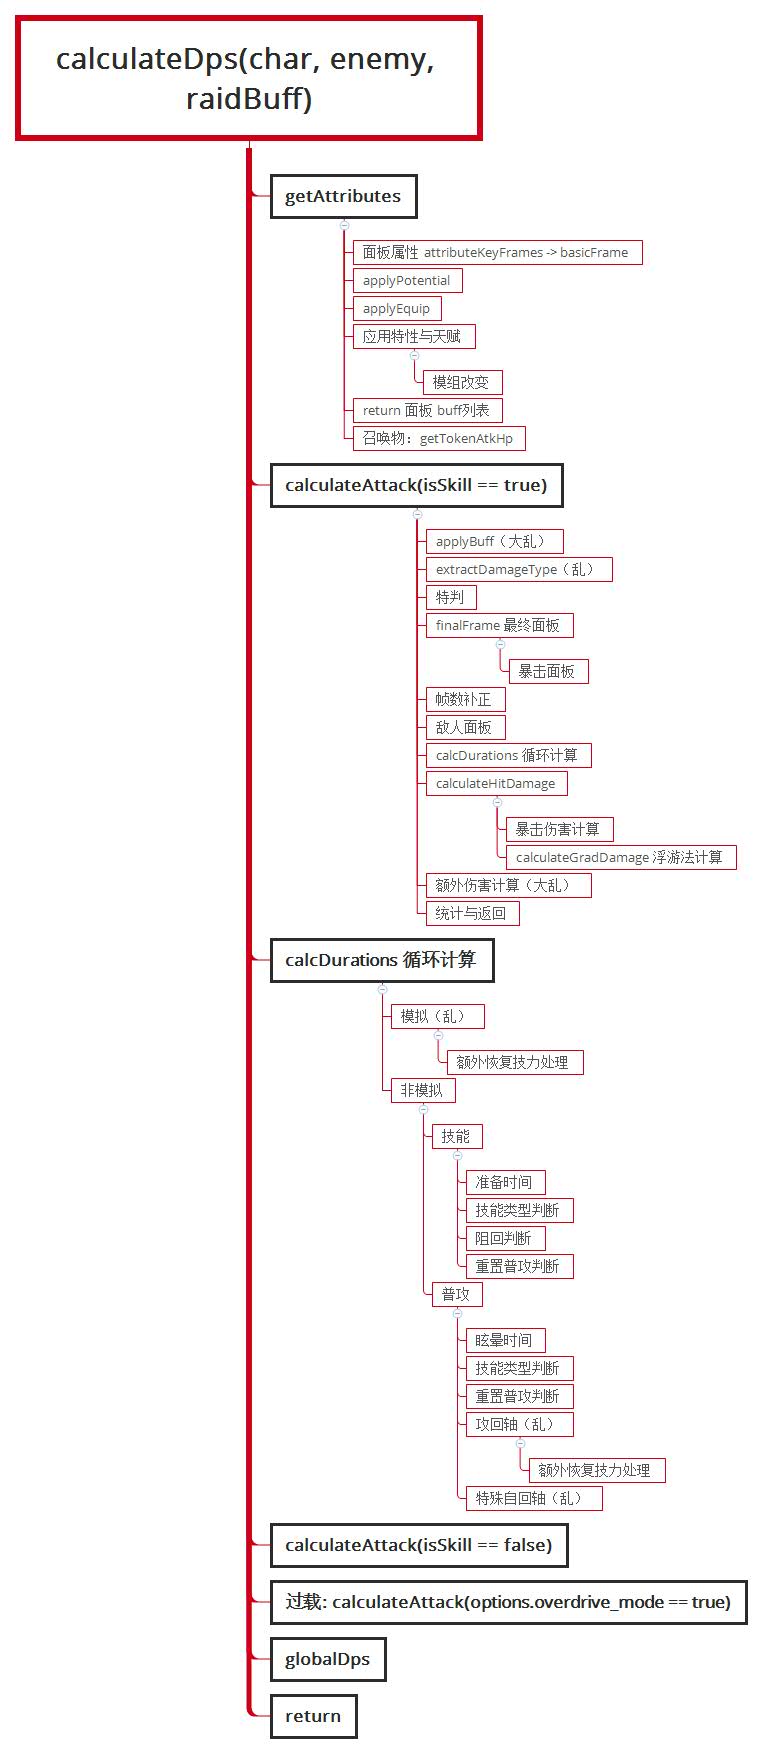 calculateDps(char, enemy,
raidBuff)
getAttributes
面板属性 attributeKeyFrames -> basicFrame
applyPotential
applyEquip
应用特性与天赋
模组改变
return 面板 buff列表
召唤物：getTokenAtkHp
calculateAttack(isSkill == true)
applyBuff（大乱）
extractDamageType（乱）
特判
finalFrame 最终面板
暴击面板
帧数补正
敌人面板
calcDurations 循环计算
calculateHitDamage
暴击伤害计算
calculateGradDamage 浮游法计算
额外伤害计算（大乱）
统计与返回
calcDurations 循环计算
模拟（乱）
额外恢复技力处理
非模拟
技能
准备时间
技能类型判断
阻回判断
重置普攻判断
普攻
眩晕时间
技能类型判断
重置普攻判断
攻回轴（乱）
额外恢复技力处理
特殊自回轴（乱）
calculateAttack(isSkill == false)
过载: calculateAttack(options.overdrive_mode == true)
globalDps
return